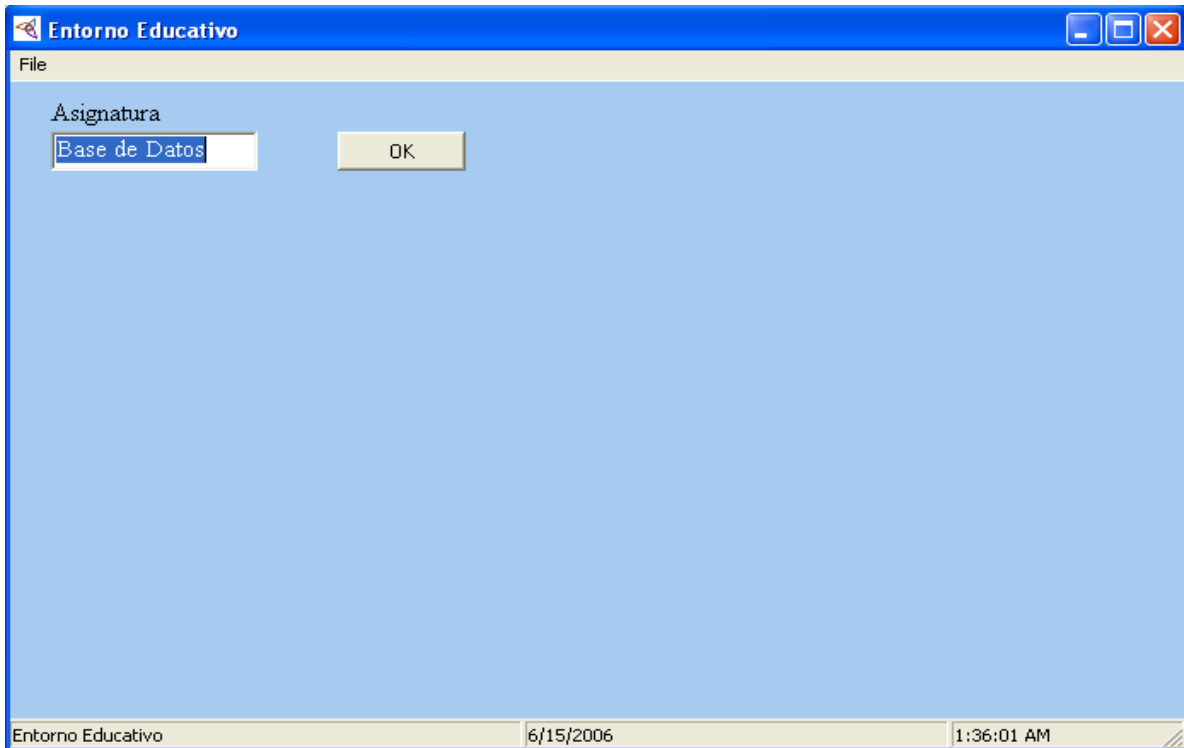 Entorno Educativo
File
Asignatura
Base de Datos
OK
Entorno Educativo 6/15/2006 1:36:01 AM